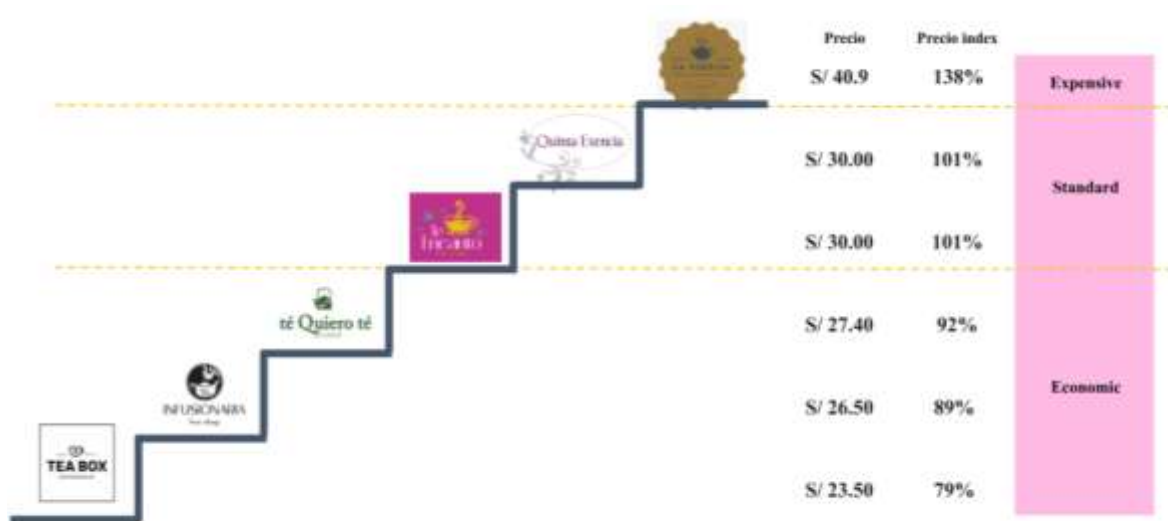 Precio Precio index
S/ 40.9 138% Expensive
Quinta Esencia
S/ 30.00 101%
Standard
Encanto
S/ 30.00 101%
té Quiero té
S/ 27.40 92%
INFUSIONARIA
S/ 26.50 89%
Economic
TEA BOX
S/ 23.50 79%